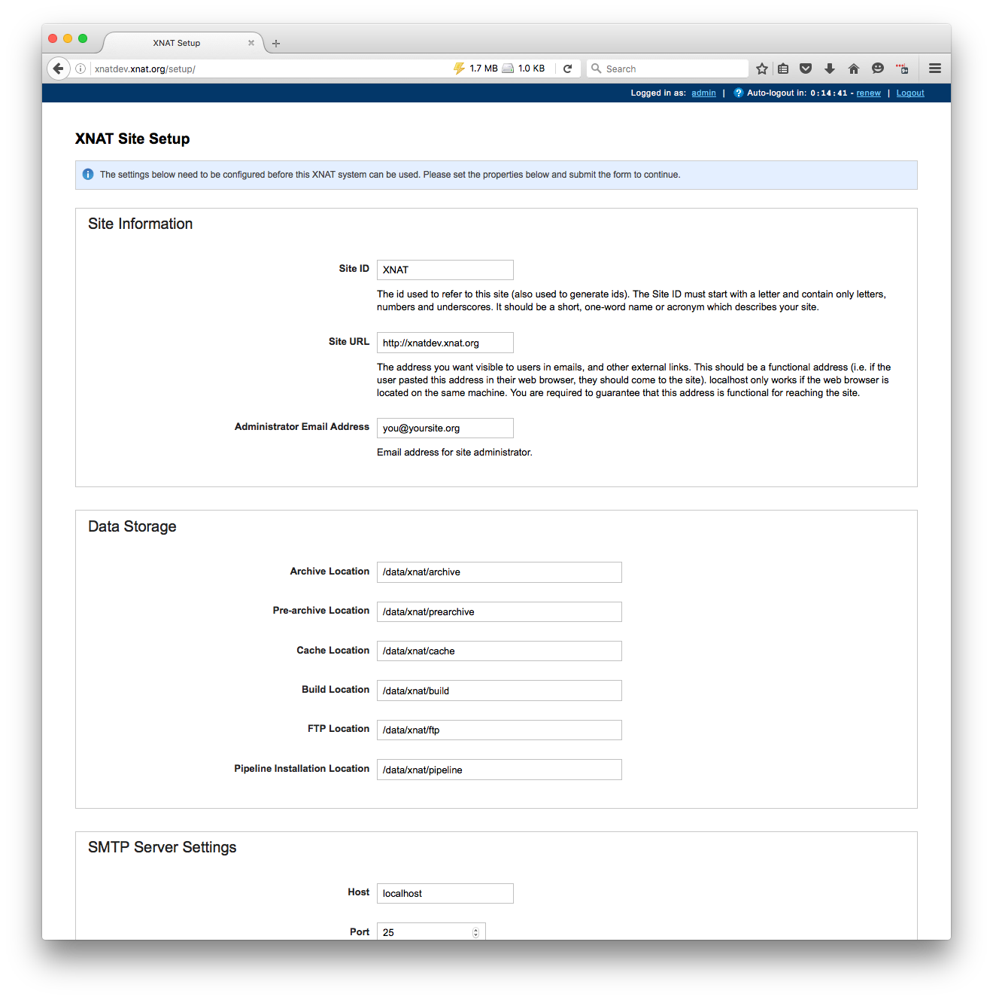 XNAT Setup
xnatdev.xnat.org/setup/ 1.7 MB 1.0 KB Search
Logged in as: admin | Auto-logout in: 0:14:41 - renew | Logout
XNAT Site Setup
The settings below need to be configured before this XNAT system can be used. Please set the properties below and submit the form to continue.
Site Information
Site ID XNAT
The id used to refer to this site (also used to generate ids). The Site ID must start with a letter and contain only letters,
numbers and underscores. It should be a short, one-word name or acronym which describes your site.
Site URL http://xnatdev.xnat.org
The address you want visible to users in emails, and other external links. This should be a functional address (i.e. if the
user pasted this address in their web browser, they should come to the site). localhost only works if the web browser is
located on the same machine. You are required to guarantee that this address is functional for reaching the site.
Administrator Email Address you@yoursite.org
Email address for site administrator.
Data Storage
Archive Location /data/xnat/archive
Pre-archive Location /data/xnat/prearchive
Cache Location /data/xnat/cache
Build Location /data/xnat/build
FTP Location /data/xnat/ftp
Pipeline Installation Location /data/xnat/pipeline
SMTP Server Settings
Host localhost
Port 25